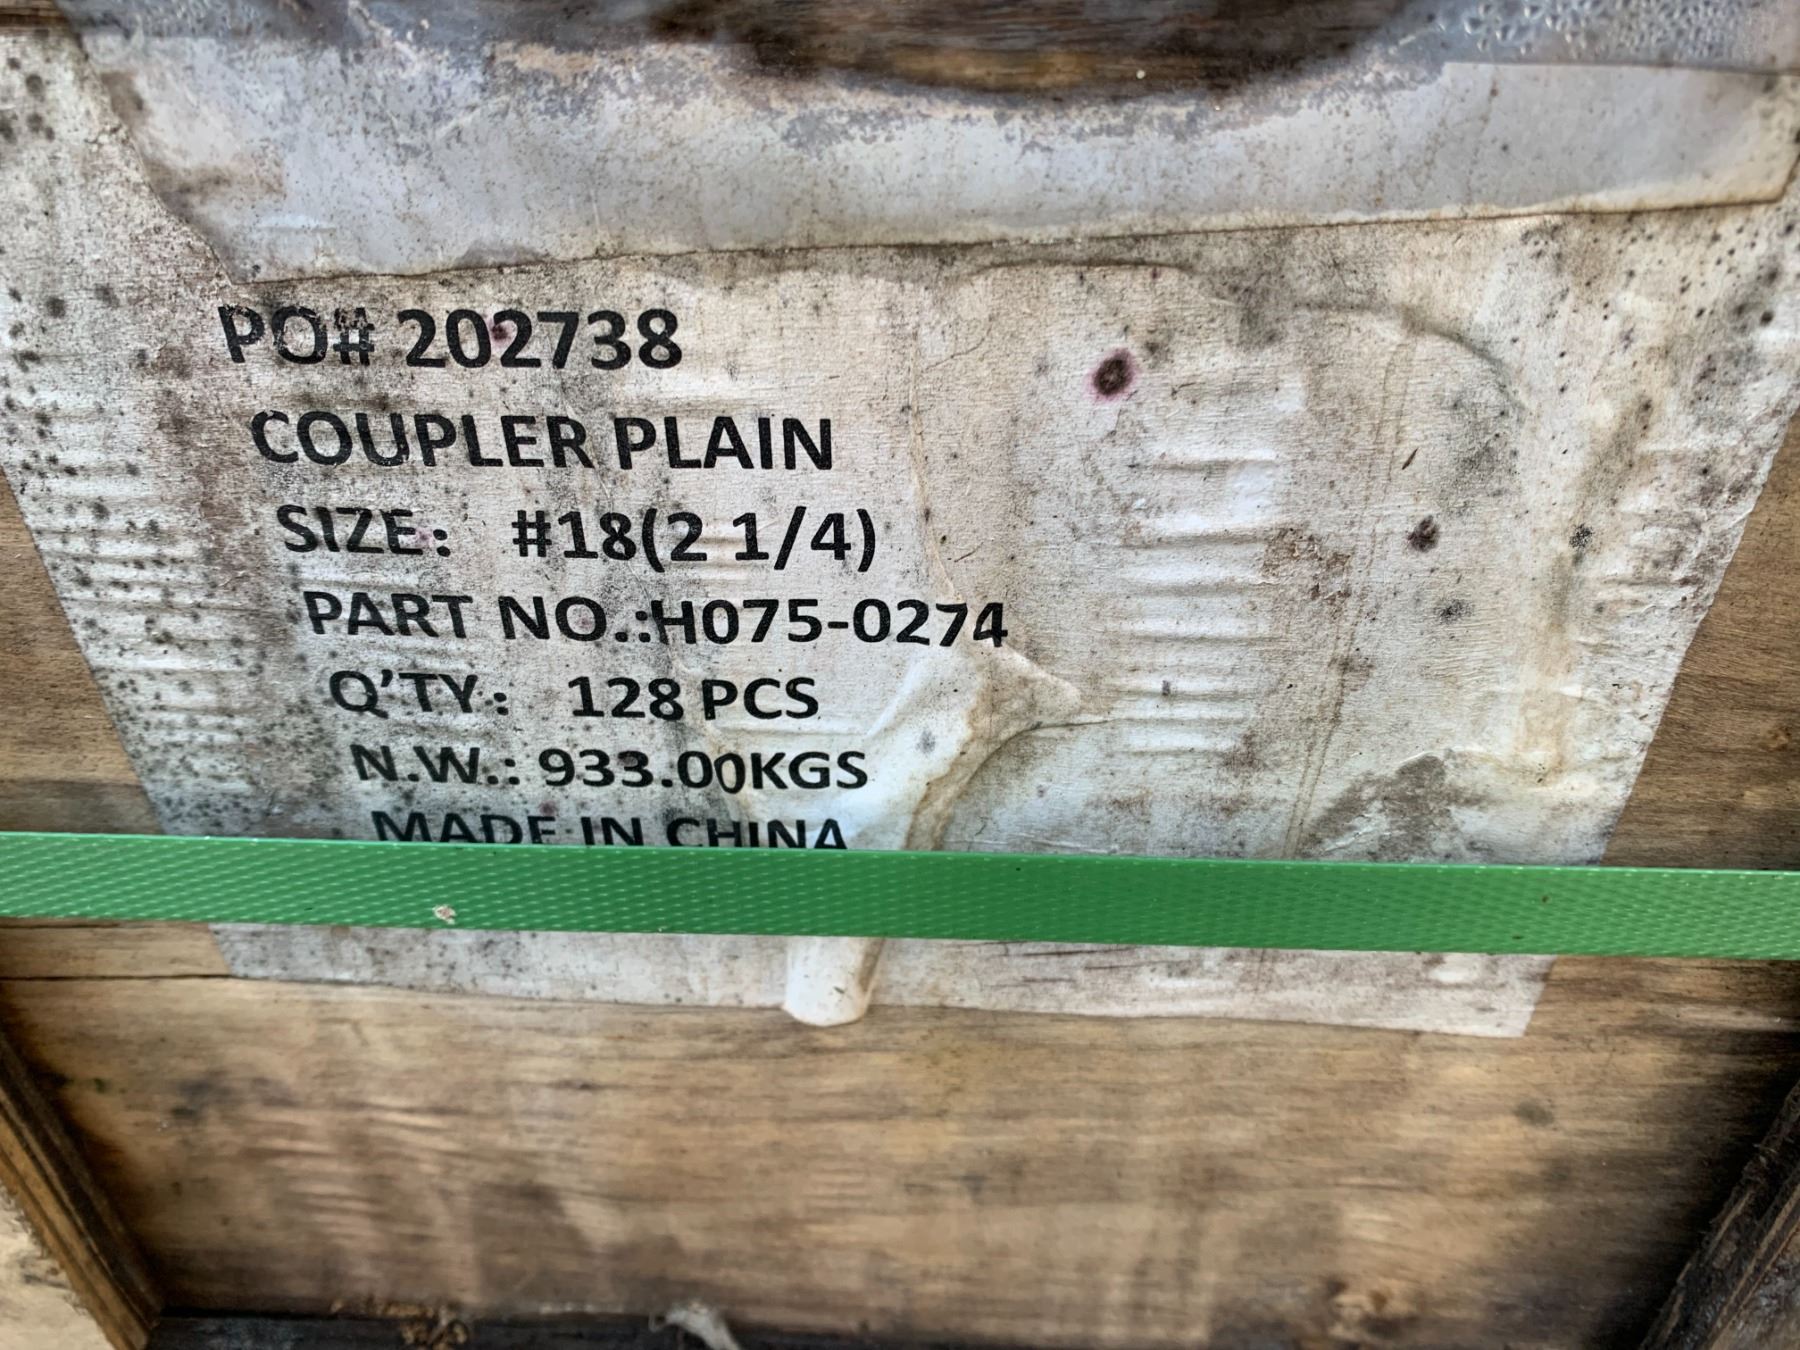 PO# 202738
COUPLER PLAIN
SIZE: #18(2 1/4)
PART NO.:H075-0274
Q'TY: 128 PCS
N.W.: 933.00KGS
MADE IN CHINA